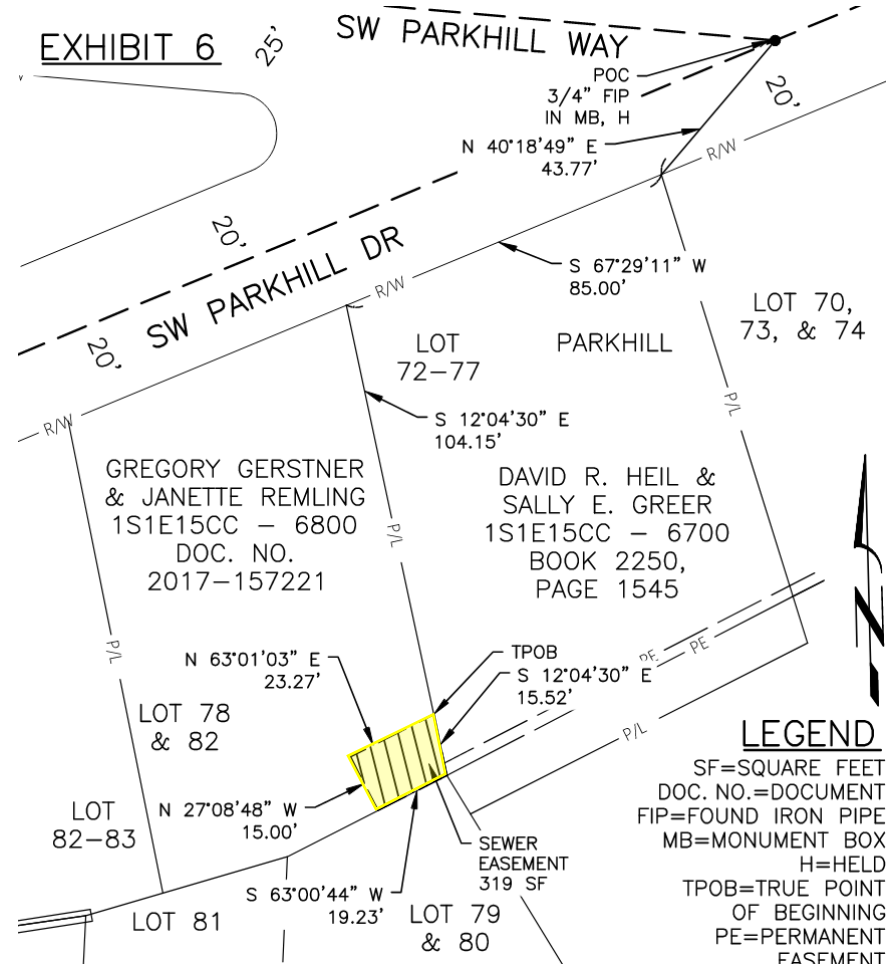 EXHIBIT 6
25'
SW PARKHILL WAY
POC
3/4" FIP
IN MB, H
20'
N 40°18'49" E
43.77'
R/W
20'
SW PARKHILL DR
20'
R/W
S 67°29'11" W
85.00'
LOT 70,
73, & 74
LOT
72-77
PARKHILL
P/L
R/W
S 12°04'30" E
104.15'
GREGORY GERSTNER
& JANETTE REMLING
1S1E15CC - 6800
DOC. NO.
2017-157221
P/L
DAVID R. HEIL &
SALLY E. GREER
1S1E15CC - 6700
BOOK 2250,
PAGE 1545
N
P/L
N 63°01'03" E
23.27'
TPOB
PE
PE
S 12°04'30" E
15.52'
P/L
LOT 78
& 82
LOT
82-83
N 27°08'48" W
15.00'
SEWER
EASEMENT
319 SF
S 63°00'44" W
19.23'
LOT 81
LOT 79
& 80
LEGEND
SF=SQUARE FEET
DOC. NO.=DOCUMENT
FIP=FOUND IRON PIPE
MB=MONUMENT BOX
H=HELD
TPOB=TRUE POINT
OF BEGINNING
PE=PERMANENT
EASEMENT